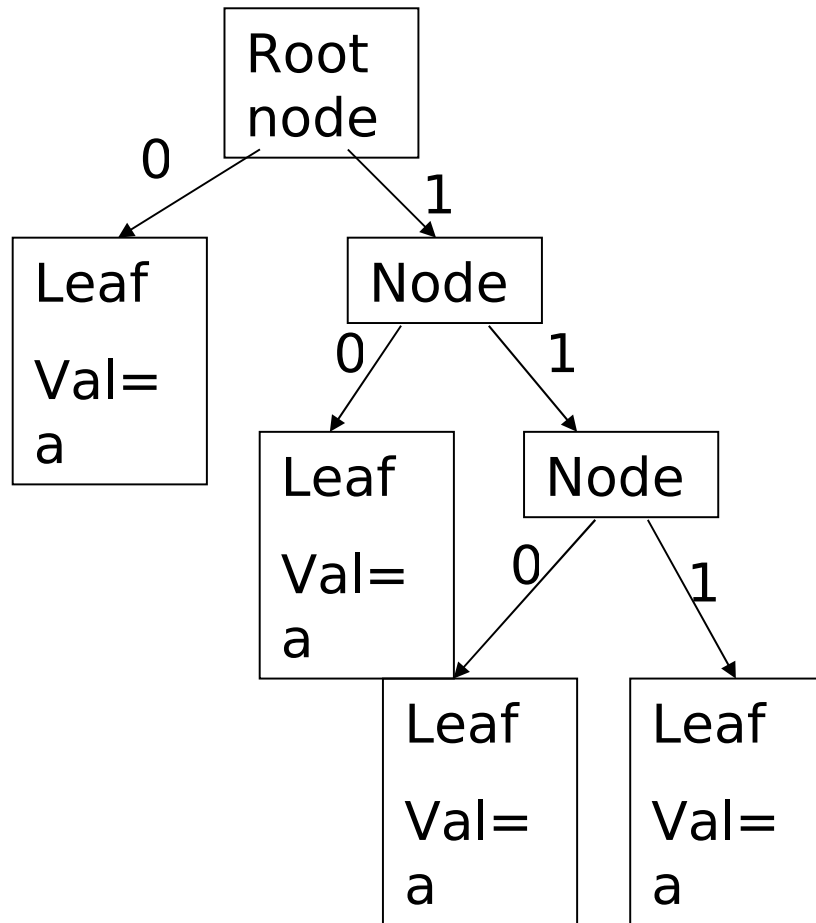 Root
node
0
1
Leaf
Val=
a
Node
0
1
Leaf
Val=
a
Node
0
1
Leaf
Val=
a
Leaf
Val=
a